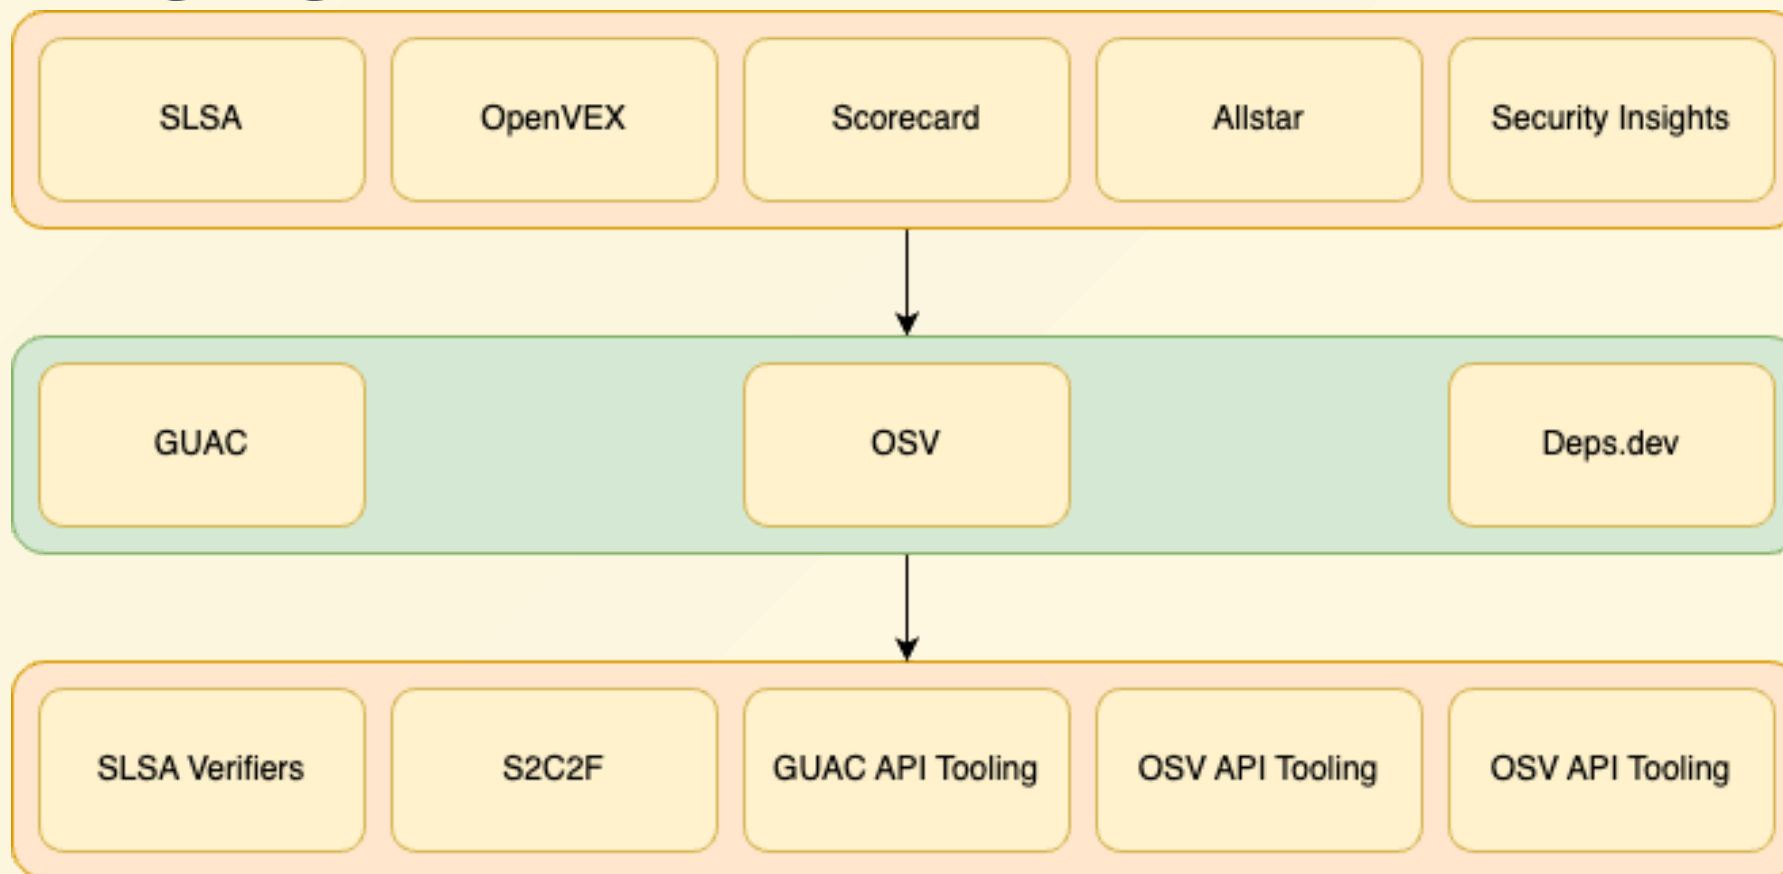 SLSA
OpenVEX
Scorecard
Allstar
Security Insights
GUAC
OSV
Deps.dev
SLSA Verifiers
S2C2F
GUAC API Tooling
OSV API Tooling
OSV API Tooling